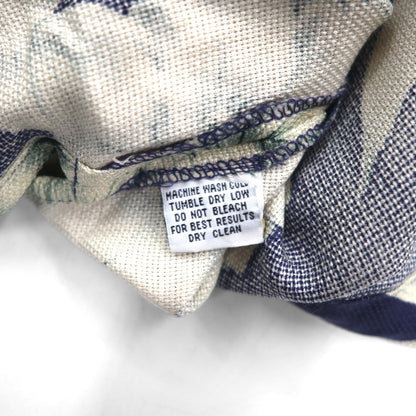 MACHINE WASH COLD
TUMBLE DRY LOW
DO NOT BLEACH
FOR BEST RESULTS
DRY CLEAN